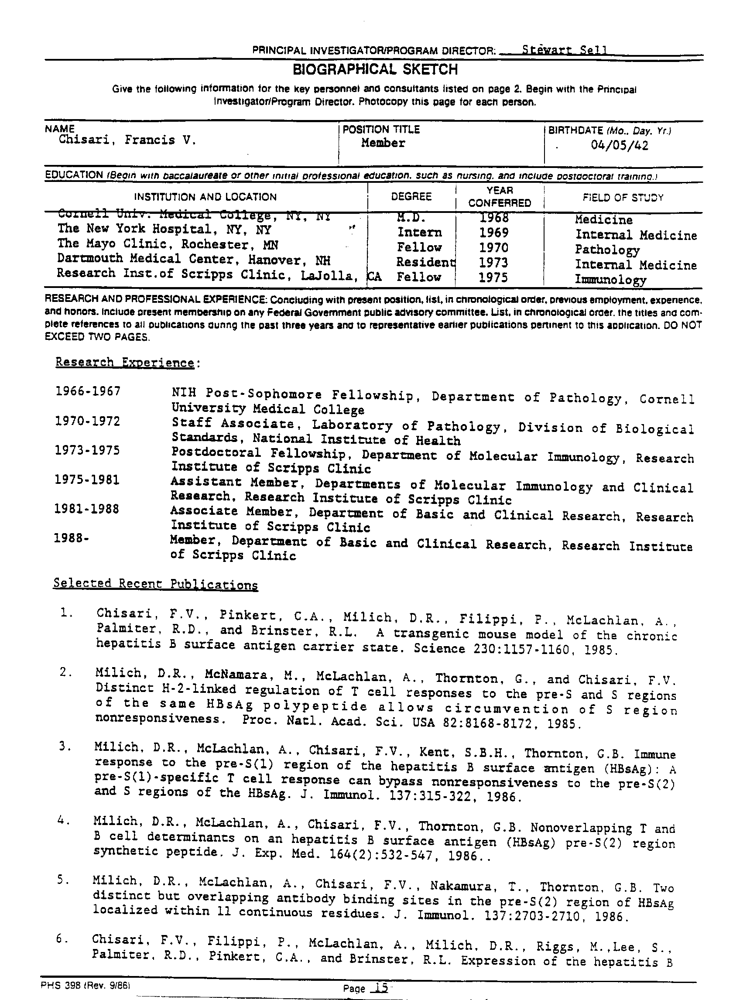 PRINCIPAL INVESTIGATOR/PROGRAM DIRECTOR: Stewart Sell
BIOGRAPHICAL SKETCH
Give the following information for the key personnel and consultants listed on page 2. Begin with the Principal
Investigator/Program Director. Photocopy this page for each person.
NAME POSITION TITLE BIRTHDATE (Mo., Day, Yr.)
Chisari, Francis V. Member 04/05/42
EDUCATION (Begin with baccalaureate or other initial professional education, such as nursing, and include postdoctoral training.)
INSTITUTION AND LOCATION DEGREE YEAR CONFERRED FIELD OF STUDY
Cornell Univ. Medical College, NY, NY M.D. 1968 Medicine
The New York Hospital, NY, NY " Intern 1969 Internal Medicine
The Mayo Clinic, Rochester, MN Fellow 1970 Pathology
Dartmouth Medical Center, Hanover, NH Resident 1973 Internal Medicine
Research Inst.of Scripps Clinic, LaJolla, CA Fellow 1975 Immunology
RESEARCH AND PROFESSIONAL EXPERIENCE: Concluding with present position, list, in chronological order, previous employment, experience,
and honors. Include present membership on any Federal Government public advisory committee. List, in chronological order, the titles and com-
plete references to all publications during the past three years and to representative earlier publications pertinent to this application. DO NOT
EXCEED TWO PAGES.
Research Experience:
1966-1967 NIH Post-Sophomore Fellowship, Department of Pathology, Cornell
University Medical College
1970-1972 Staff Associate, Laboratory of Pathology, Division of Biological
Standards, National Institute of Health
1973-1975 Postdoctoral Fellowship, Department of Molecular Immunology, Research
Institute of Scripps Clinic
1975-1981 Assistant Member, Departments of Molecular Immunology and Clinical
Research, Research Institute of Scripps Clinic
1981-1988 Associate Member, Department of Basic and Clinical Research, Research
Institute of Scripps Clinic
1988- Member, Department of Basic and Clinical Research, Research Institute
of Scripps Clinic
Selected Recent Publications
1. Chisari, F.V., Pinkert, C.A., Milich, D.R., Filippi, P., McLachlan, A.,
Palmiter, R.D., and Brinster, R.L. A transgenic mouse model of the chronic
hepatitis B surface antigen carrier state. Science 230:1157-1160, 1985.
2. Milich, D.R., McNamara, M., McLachlan, A., Thornton, G., and Chisari, F.V.
Distinct H-2-linked regulation of T cell responses to the pre-S and S regions
of the same HBsAg polypeptide allows circumvention of S region
nonresponsiveness. Proc. Natl. Acad. Sci. USA 82:8168-8172, 1985.
3. Milich, D.R., McLachlan, A., Chisari, F.V., Kent, S.B.H., Thornton, G.B. Immune
response to the pre-S(1) region of the hepatitis B surface antigen (HBsAg): A
pre-S(1)-specific T cell response can bypass nonresponsiveness to the pre-S(2)
and S regions of the HBsAg. J. Immunol. 137:315-322, 1986.
4. Milich, D.R., McLachlan, A., Chisari, F.V., Thornton, G.B. Nonoverlapping T and
B cell determinants on an hepatitis B surface antigen (HBsAg) pre-S(2) region
synthetic peptide. J. Exp. Med. 164(2):532-547, 1986..
5. Milich, D.R., McLachlan, A., Chisari, F.V., Nakamura, T., Thornton, G.B. Two
distinct but overlapping antibody binding sites in the pre-S(2) region of HBsAg
localized within 11 continuous residues. J. Immunol. 137:2703-2710, 1986.
6. Chisari, F.V., Filippi, P., McLachlan, A., Milich, D.R., Riggs, M.,Lee, S.,
Palmiter, R.D., Pinkert, C.A., and Brinster, R.L. Expression of the hepatitis B
PHS 398 (Rev. 9/86) Page 15